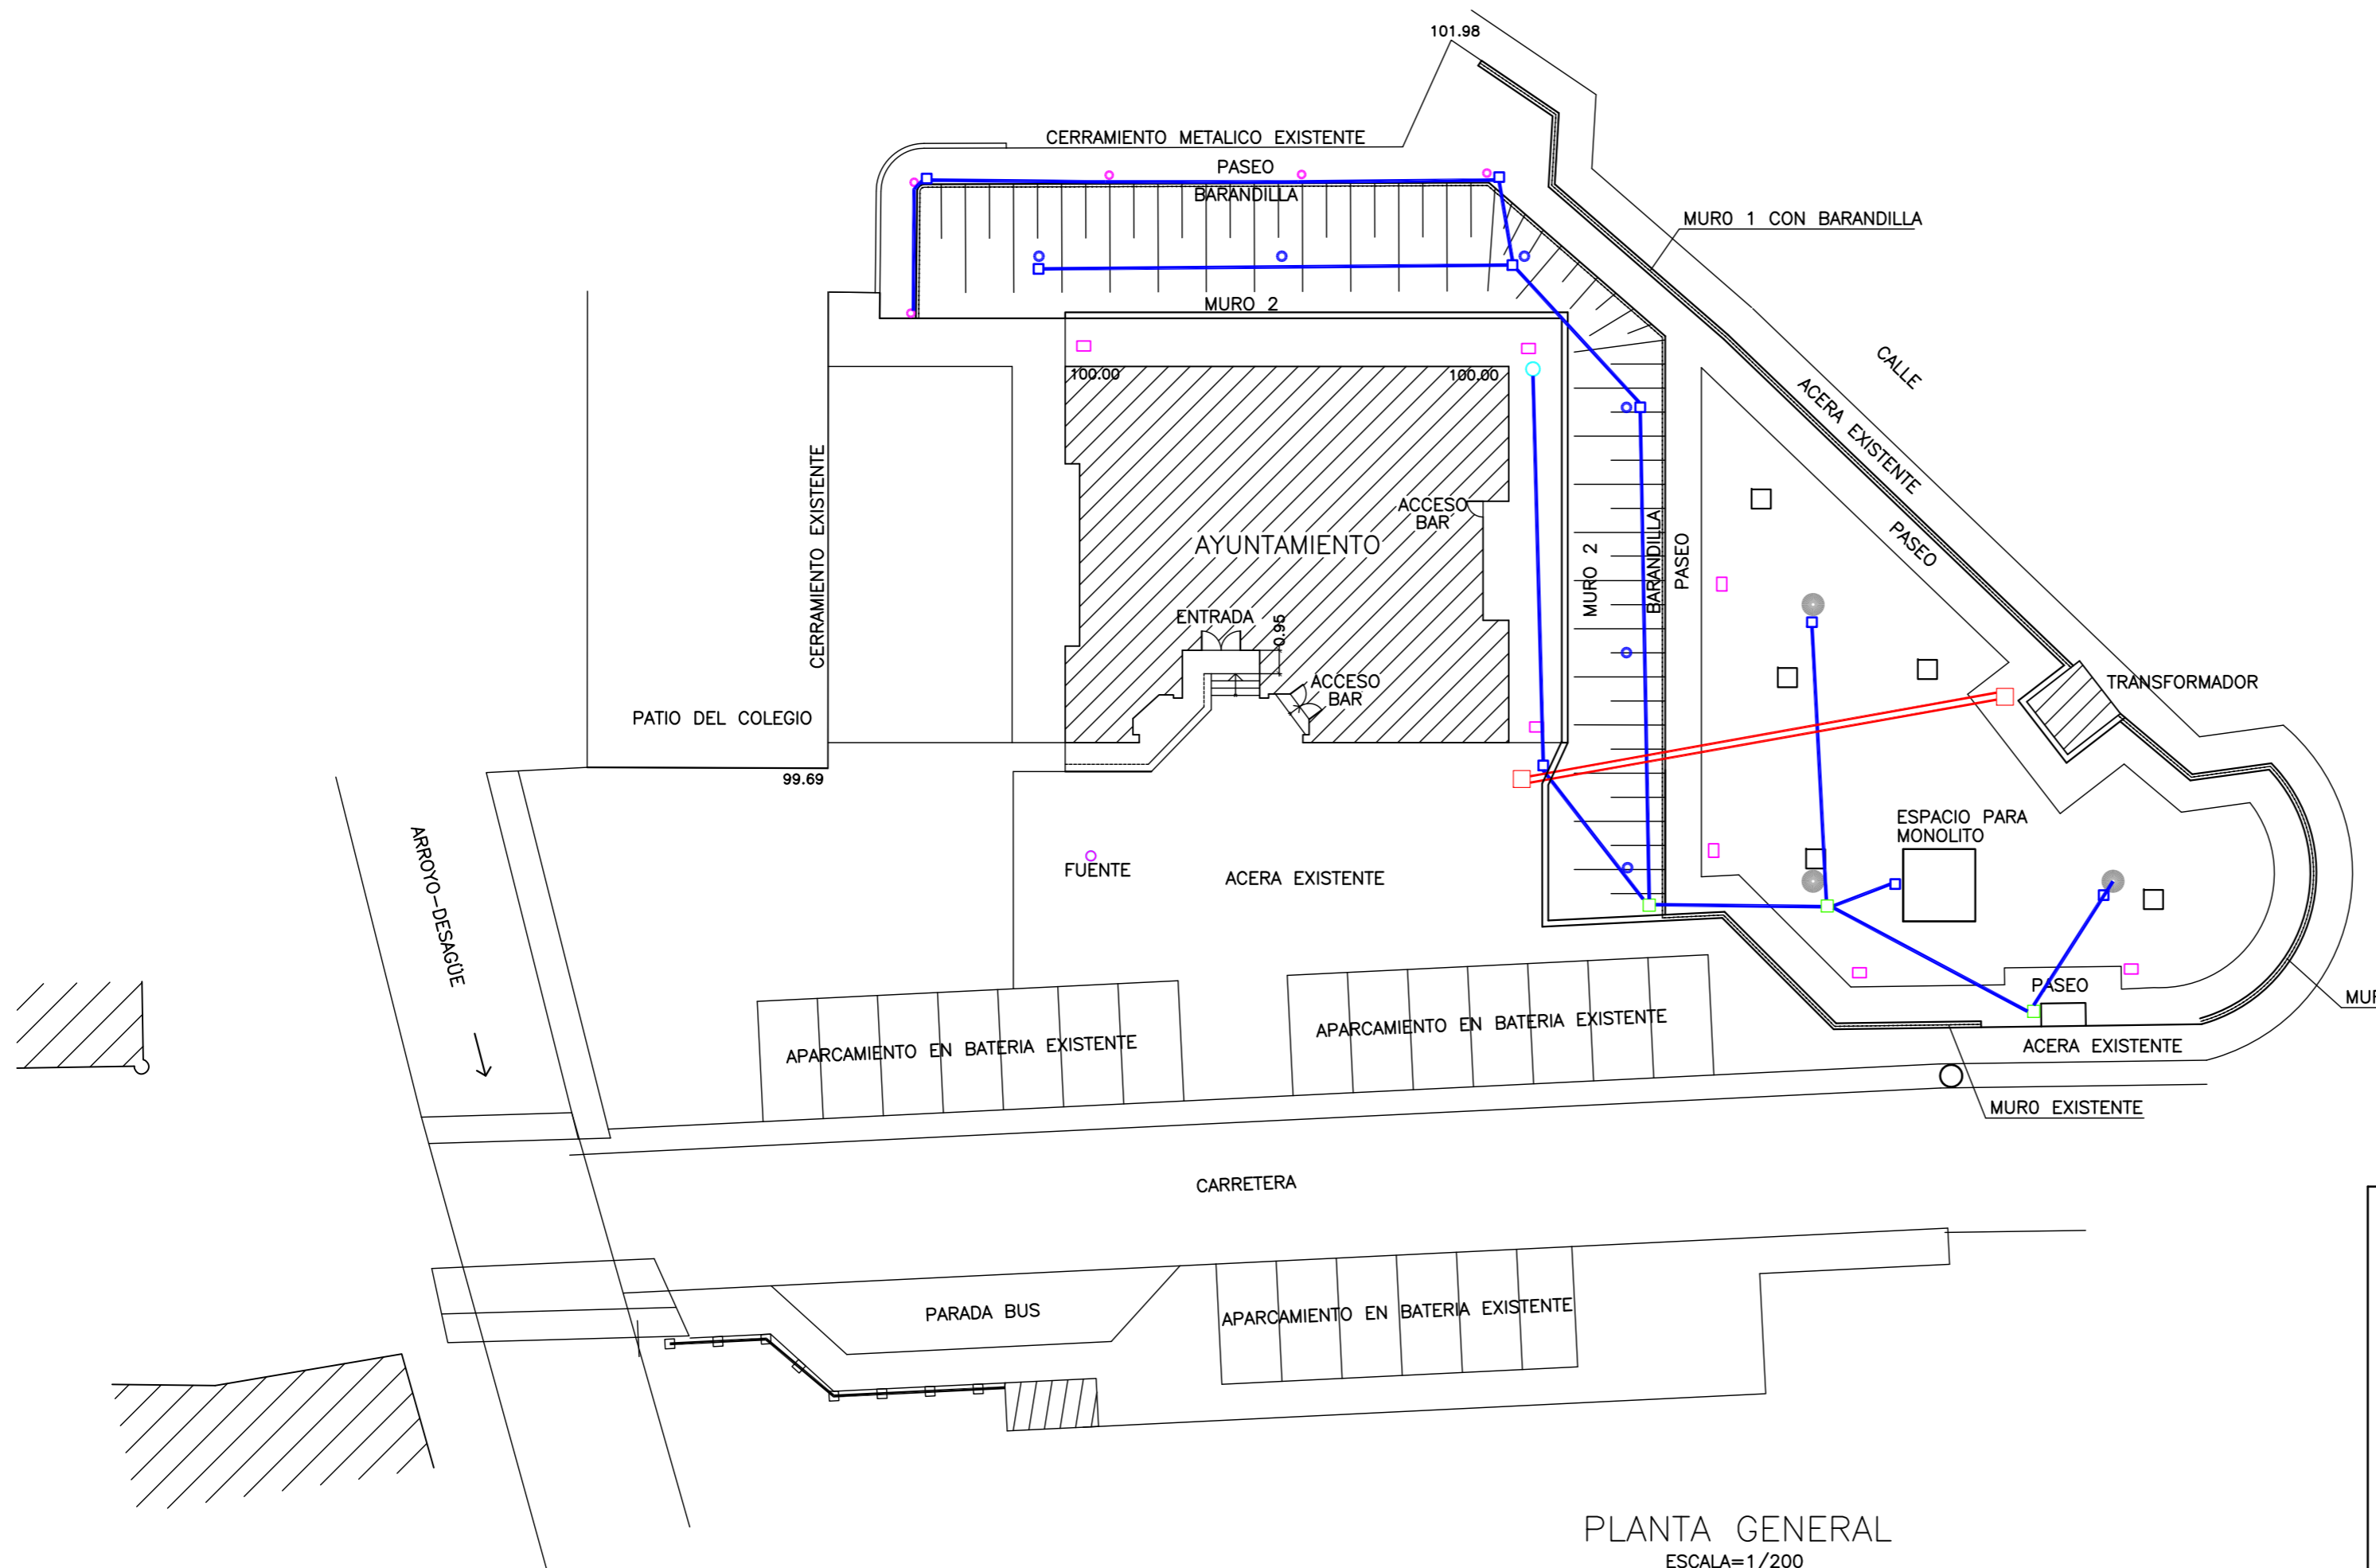 101.98
CERRAMIENTO METALICO EXISTENTE
PASEO
BARANDILLA
MURO 1 CON BARANDILLA
MURO 2
CALLE
100.00
100.00
ACERA EXISTENTE
CERRAMIENTO EXISTENTE
ACCESO
BAR
AYUNTAMIENTO
MURO 2
BARANDILLA
PASEO
PASEO
ENTRADA
0.95
ACCESO
BAR
TRANSFORMADOR
PATIO DEL COLEGIO
99.69
ESPACIO PARA
MONOLITO
ARROYO-DESAGÜE
FUENTE
ACERA EXISTENTE
PASEO
MUR
APARCAMIENTO EN BATERIA EXISTENTE
APARCAMIENTO EN BATERIA EXISTENTE
ACERA EXISTENTE
MURO EXISTENTE
CARRETERA
PARADA BUS
APARCAMIENTO EN BATERIA EXISTENTE
PLANTA GENERAL
ESCALA=1/200